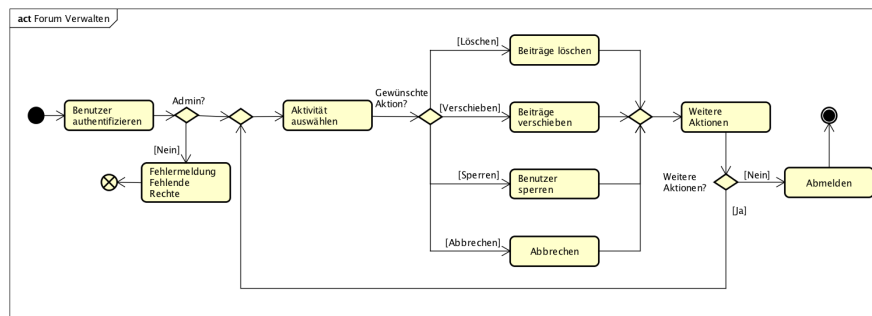 act Forum Verwalten
Benutzer
authentifizieren
Admin?
[Nein]
Fehlermeldung
Fehlende
Rechte
Aktivität
auswählen
Gewünschte
Aktion?
[Löschen]
Beiträge löschen
[Verschieben]
Beiträge
verschieben
[Sperren]
Benutzer
sperren
[Abbrechen]
Abbrechen
Weitere
Aktionen
Weitere
Aktionen?
[Nein]
[Ja]
Abmelden